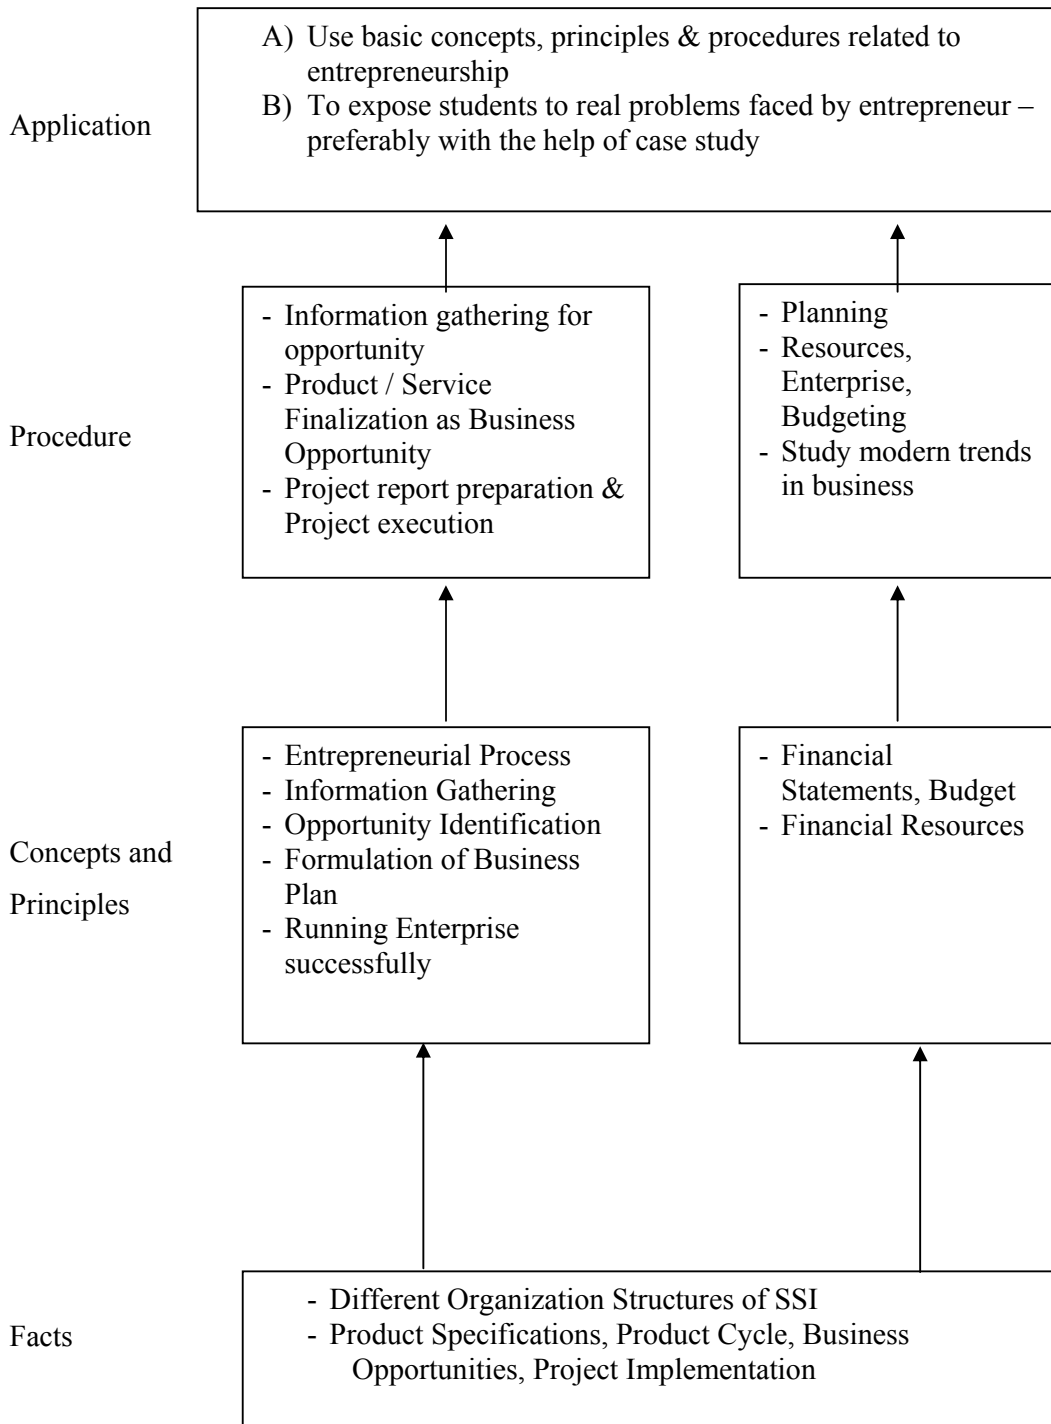 A) Use basic concepts, principles & procedures related to
entrepreneurship
B) To expose students to real problems faced by entrepreneur –
preferably with the help of case study
Application
- Information gathering for
opportunity
- Product / Service
Finalization as Business
Opportunity
- Project report preparation &
Project execution
- Planning
- Resources,
Enterprise,
Budgeting
- Study modern trends
in business
Procedure
- Entrepreneurial Process
- Information Gathering
- Opportunity Identification
- Formulation of Business
Plan
- Running Enterprise
successfully
- Financial
Statements, Budget
- Financial Resources
Concepts and
Principles
- Different Organization Structures of SSI
- Product Specifications, Product Cycle, Business
Opportunities, Project Implementation
Facts